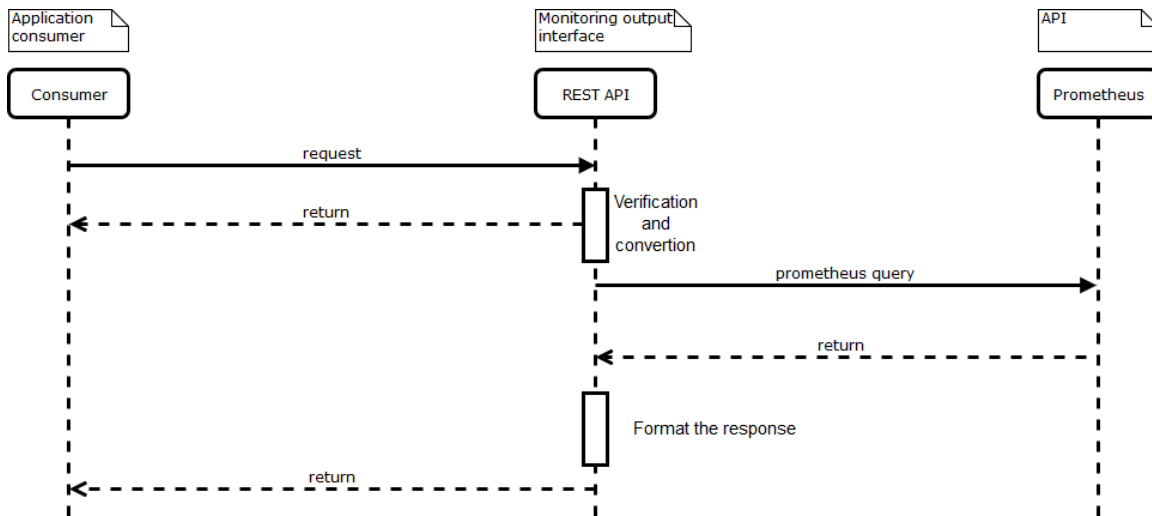 Application
consumer
Monitoring output
interface
API
Consumer
REST API
Prometheus
request
return
Verification
and
convertion
prometheus query
return
Format the response
return